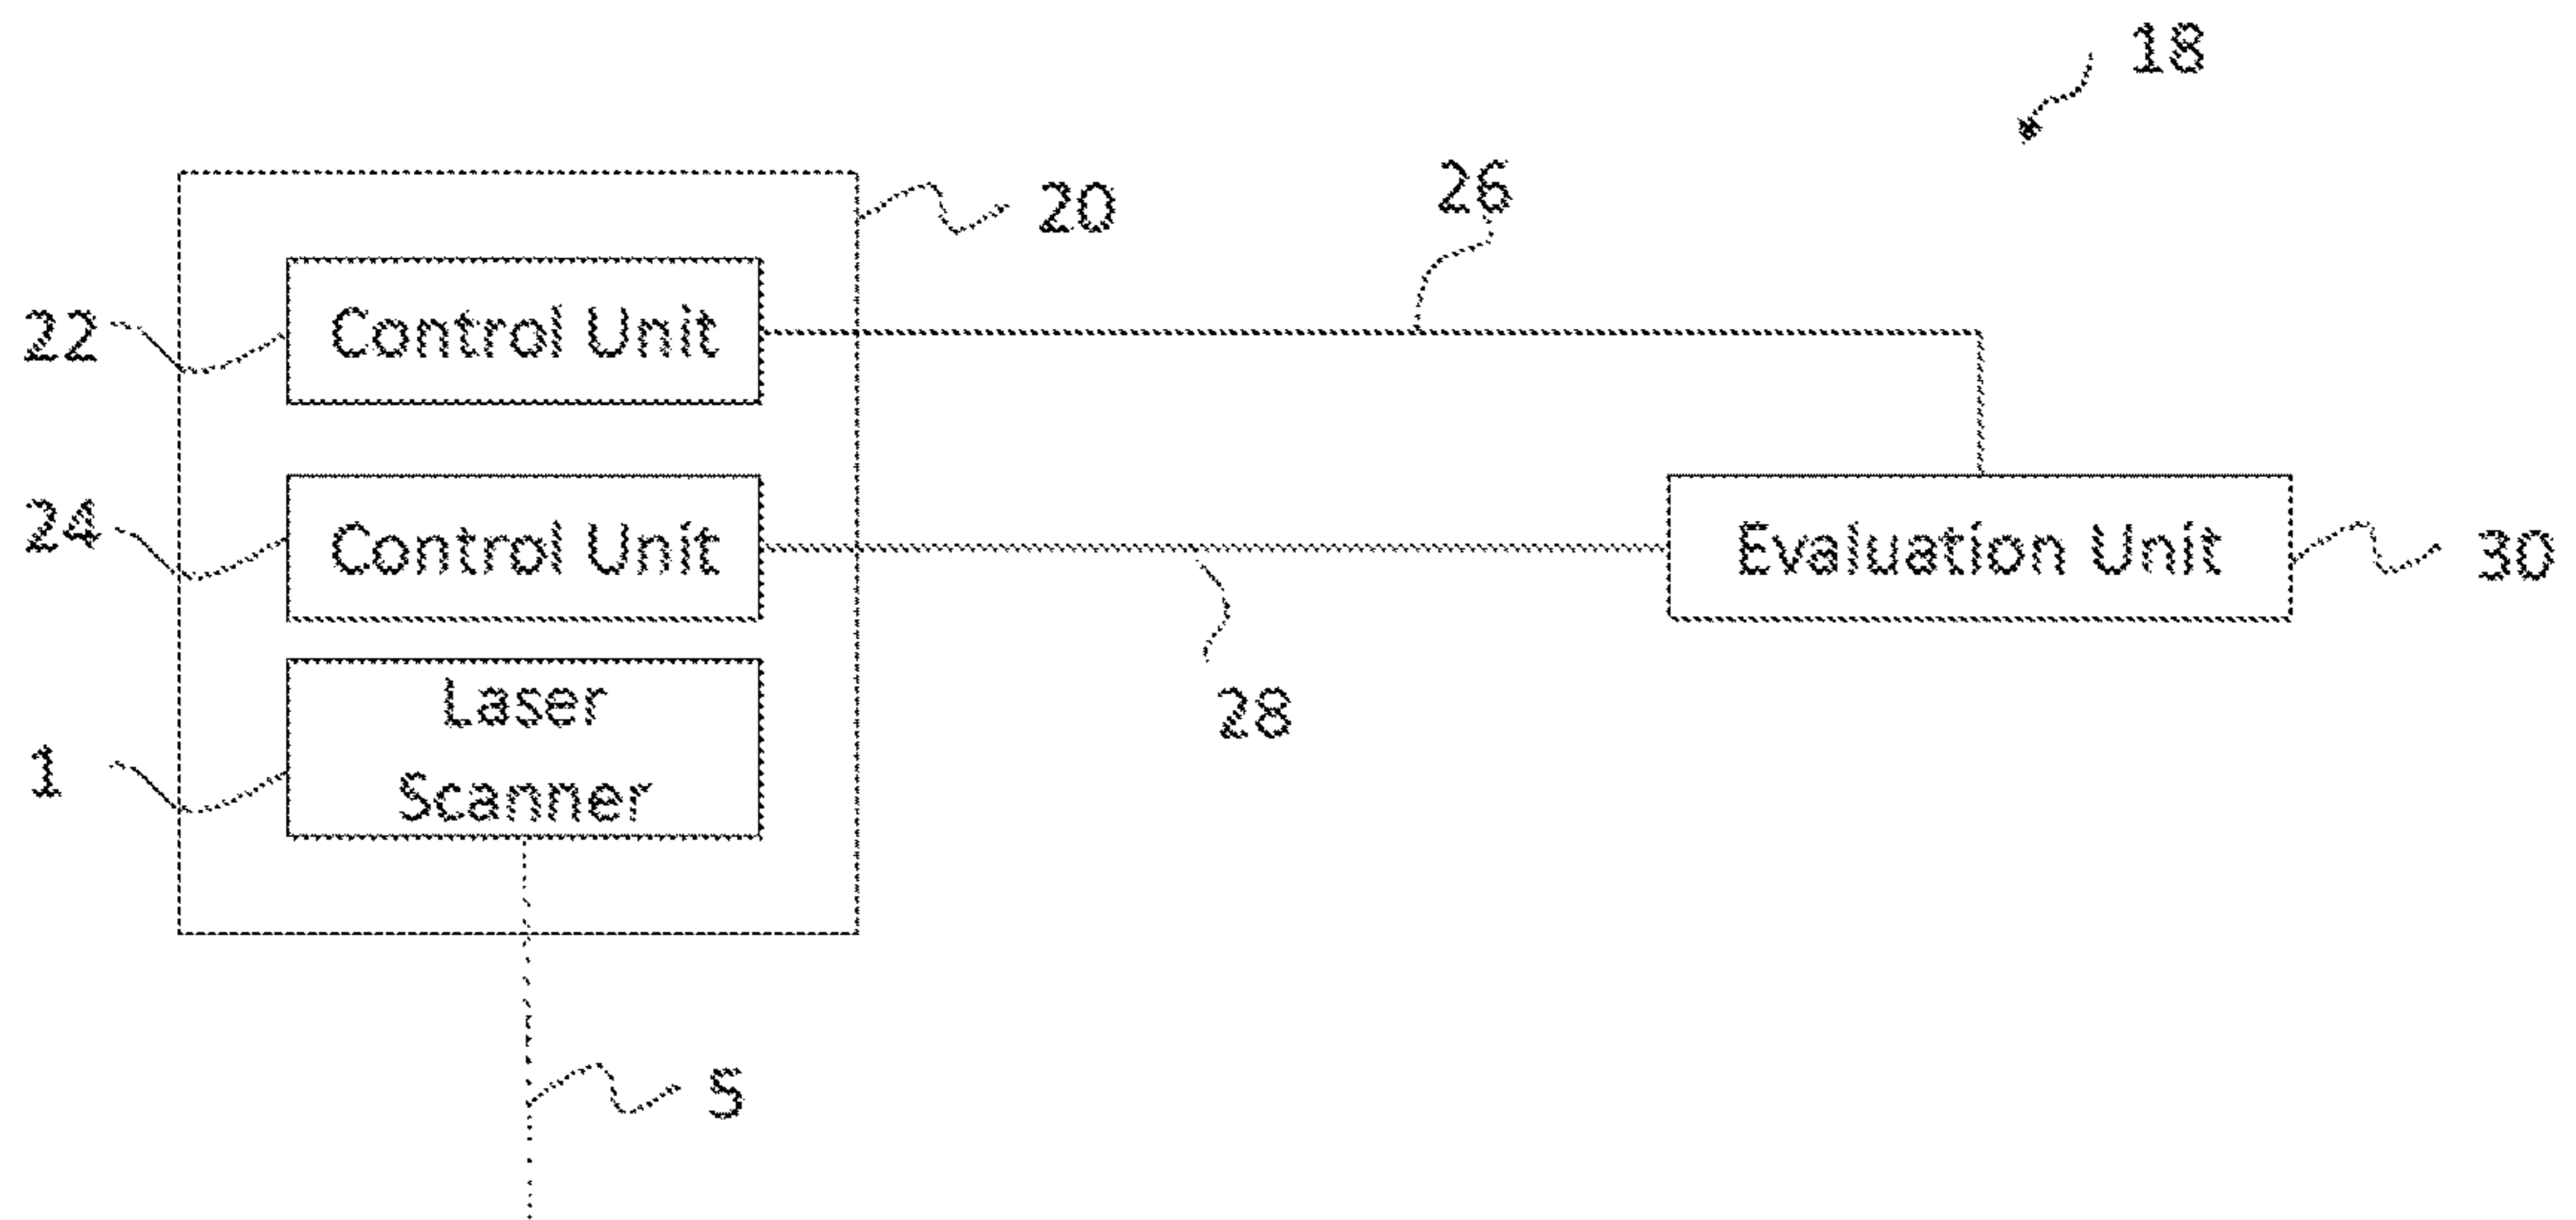 18
20
26
22
Control Unit
24
Control Unit
Evaluation Unit
30
28
1
Laser
Scanner
5